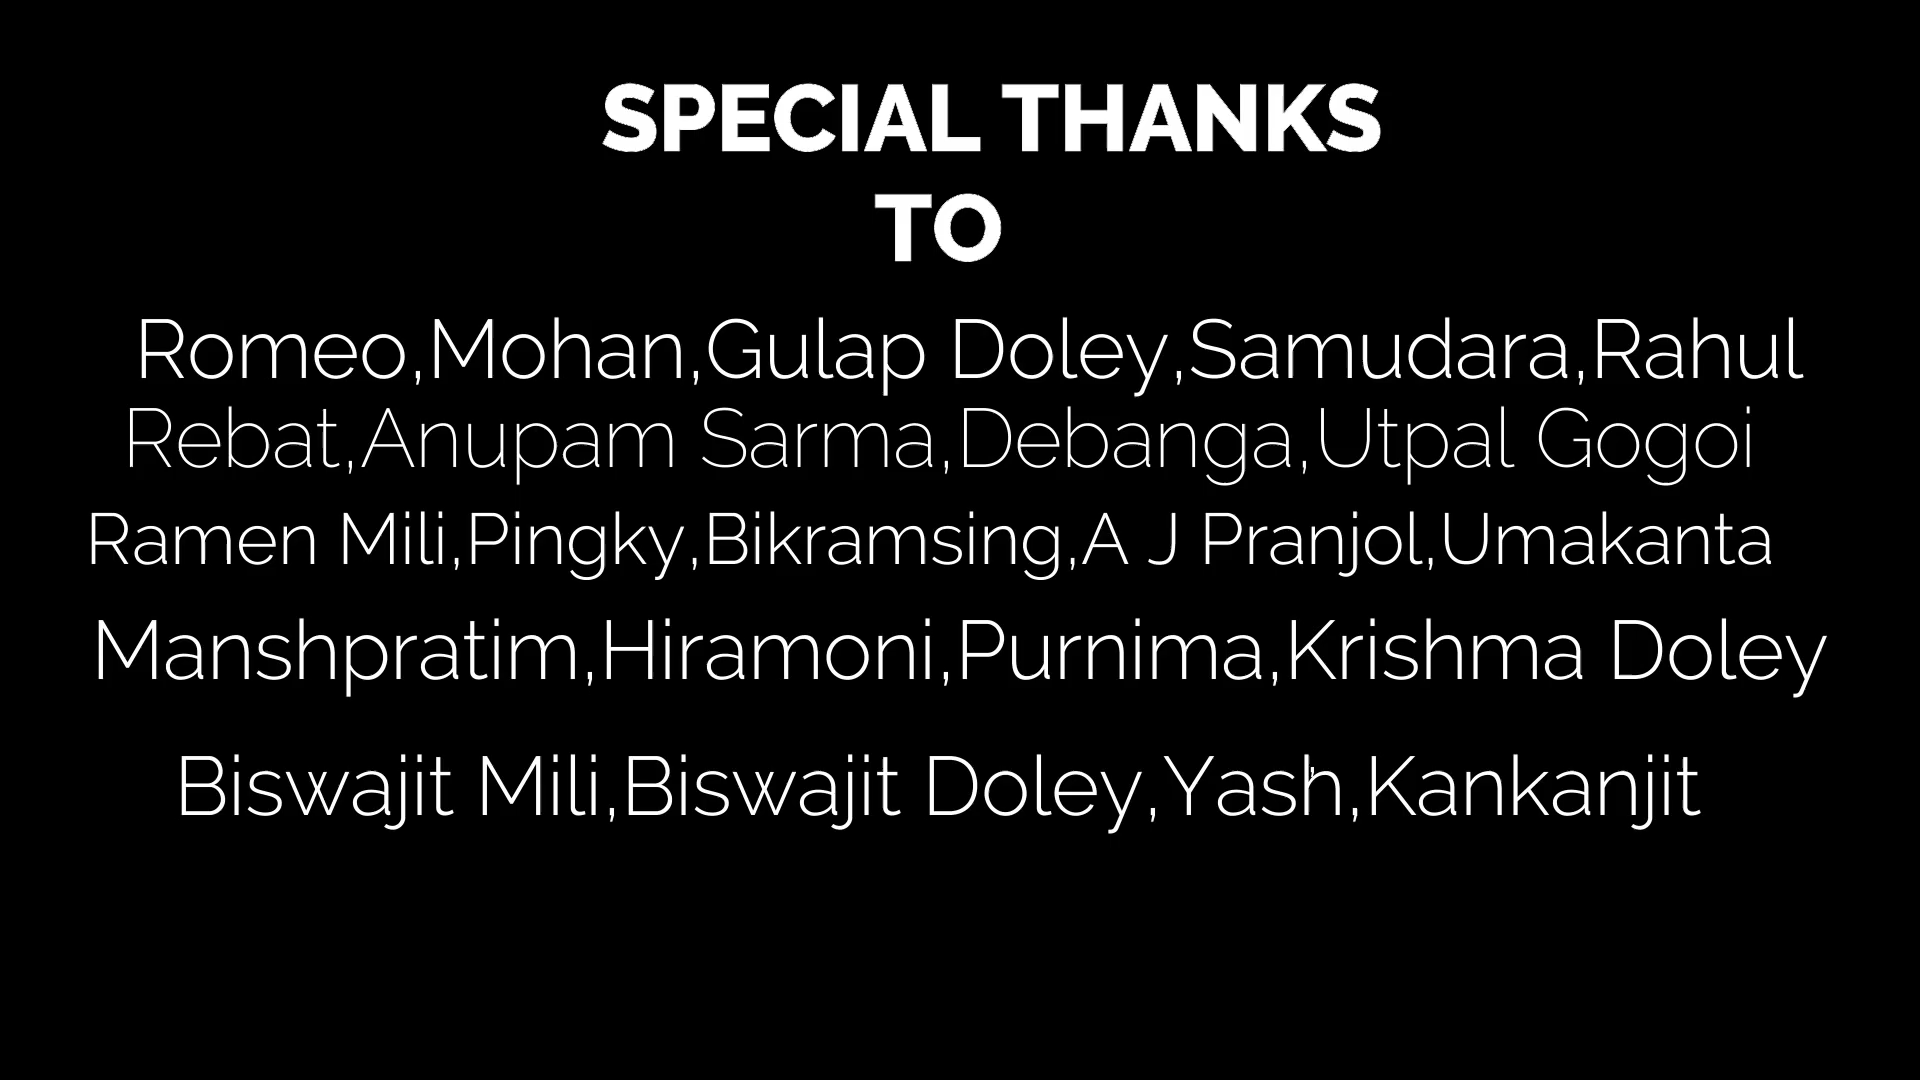 SPECIAL THANKS
TO
Romeo,Mohan,Gulap Doley,Samudara,Rahul
Rebat,Anupam Sarma,Debanga,Utpal Gogoi
Ramen Mili,Pingky,Bikramsing,A J Pranjol,Umakanta
Manshpratim,Hiramoni,Purnima,Krishma Doley
Biswajit Mili,Biswajit Doley,Yash,Kankanjit